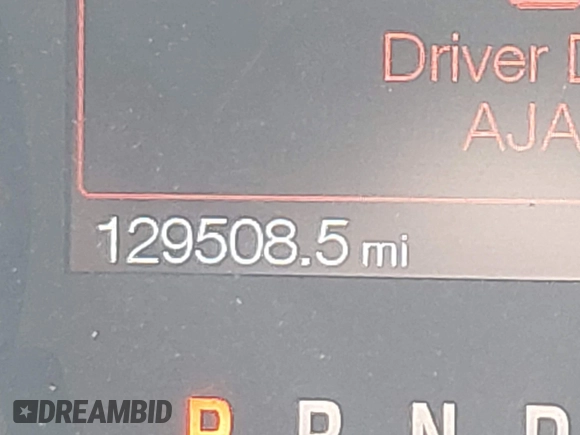 Driver D
AJA
129508.5 mi
P R N D
DREAMBID